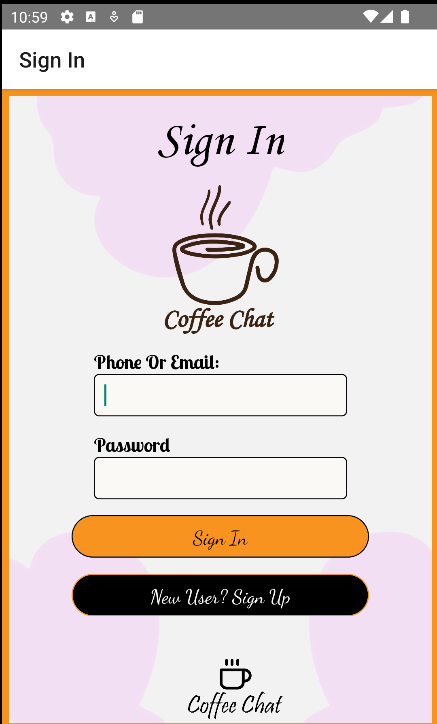 10:59
Sign In
Sign In
Coffee Chat
Phone Or Email:
Password
Sign In
New User? Sign Up
Coffee Chat